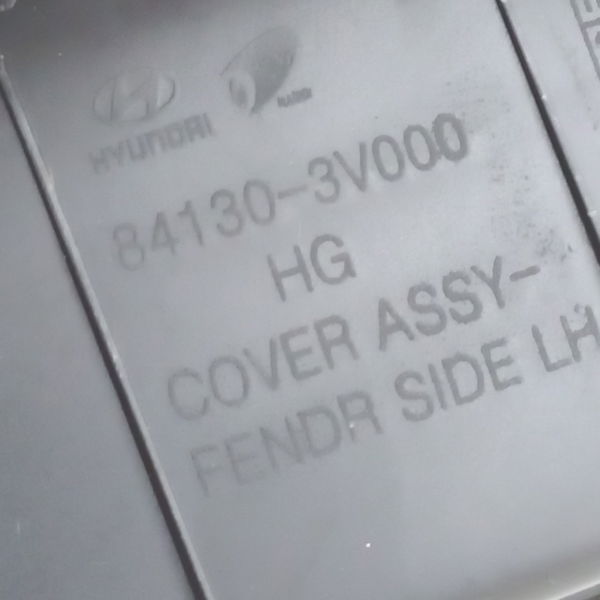 HYUNDAI
84130-3V000
HG
COVER ASSY-
FENDR SIDE LH